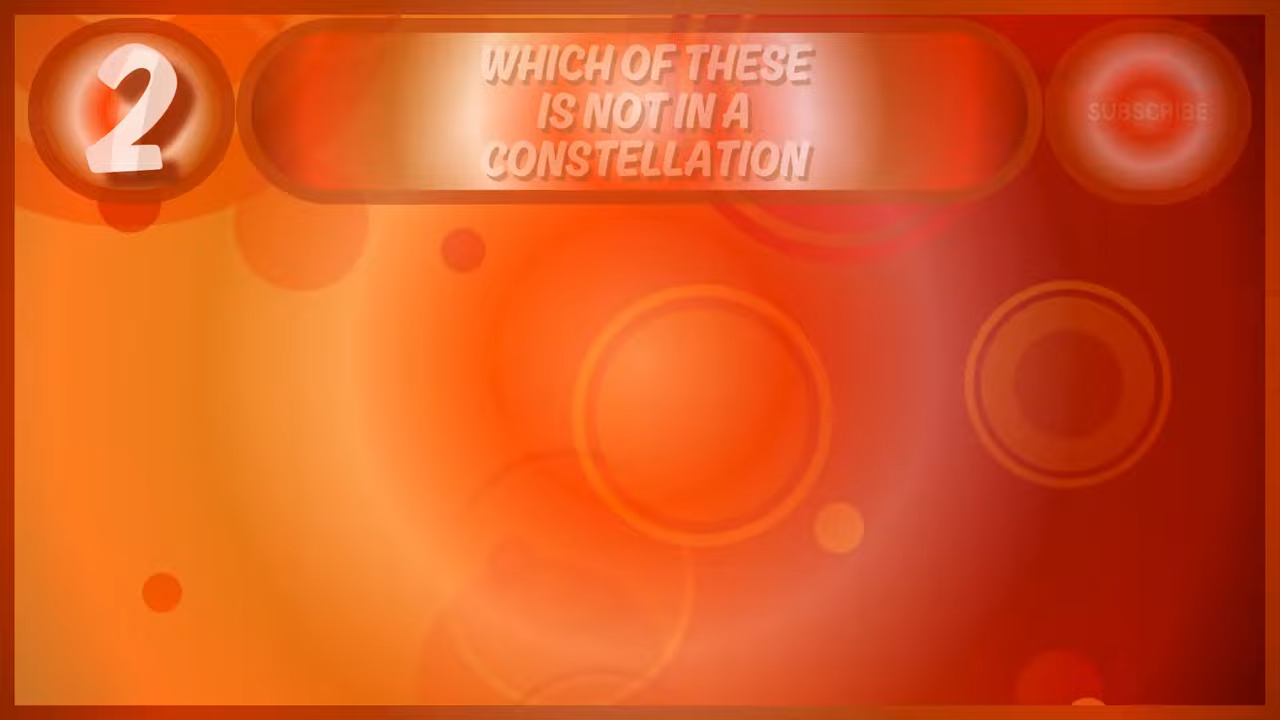 2
WHICH OF THESE
IS NOT IN A
CONSTELLATION
SUBSCRIBE